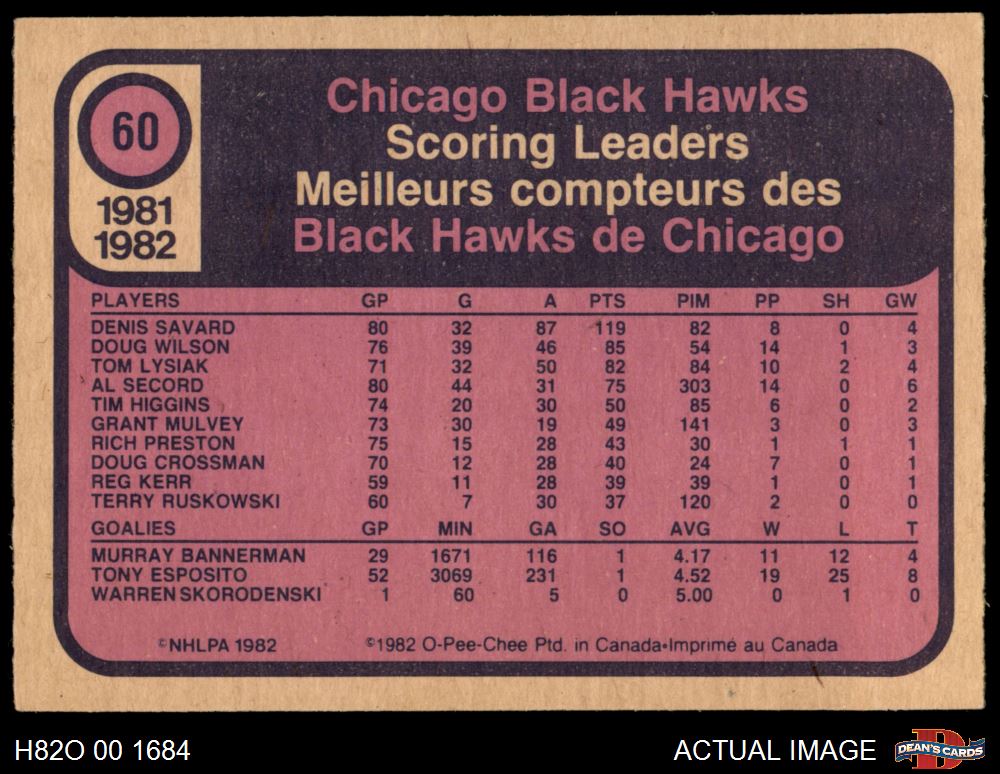 60
1981
1982
Chicago Black Hawks
Scoring Leaders
Meilleurs compteurs des
Black Hawks de Chicago
PLAYERS GP G A PTS PIM PP SH GW
DENIS SAVARD 80 32 87 119 82 8 0 4
DOUG WILSON 76 39 46 85 54 14 1 3
TOM LYSIAK 71 32 50 82 84 10 2 4
AL SECORD 80 44 31 75 303 14 0 6
TIM HIGGINS 74 20 30 50 85 6 0 2
GRANT MULVEY 73 30 19 49 141 3 0 3
RICH PRESTON 75 15 28 43 30 1 1 1
DOUG CROSSMAN 70 12 28 40 24 7 0 1
REG KERR 59 11 28 39 39 1 0 1
TERRY RUSKOWSKI 60 7 30 37 120 2 0 0
GOALIES GP MIN GA SO AVG W L T
MURRAY BANNERMAN 29 1671 116 1 4.17 11 12 4
TONY ESPOSITO 52 3069 231 1 4.52 19 25 8
WARREN SKORODENSKI 1 60 5 0 5.00 0 1 0
©NHLPA 1982 ©1982 O-Pee-Chee Ptd. in Canada•Imprimé au Canada
H82O 00 1684 ACTUAL IMAGE DEAN'S CARDS